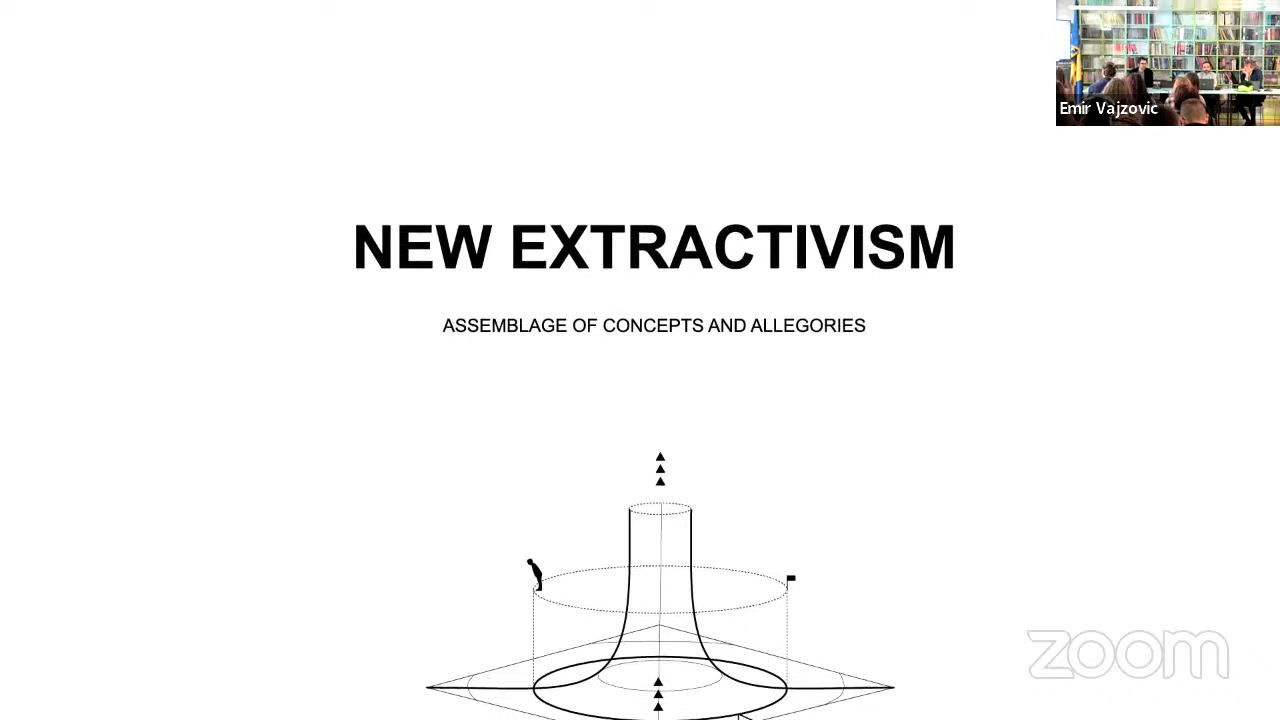 Emir Vajzovic
NEW EXTRACTIVISM
ASSEMBLAGE OF CONCEPTS AND ALLEGORIES
zoom